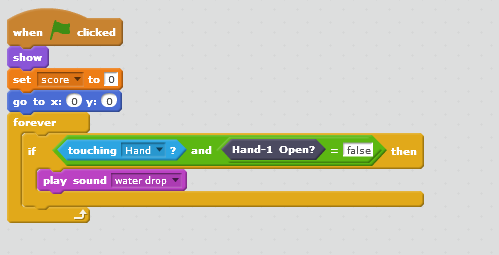 when clicked
show
set score to 0
go to x: 0 y: 0
forever
if touching Hand ? and Hand-1 Open? = false then
play sound water drop